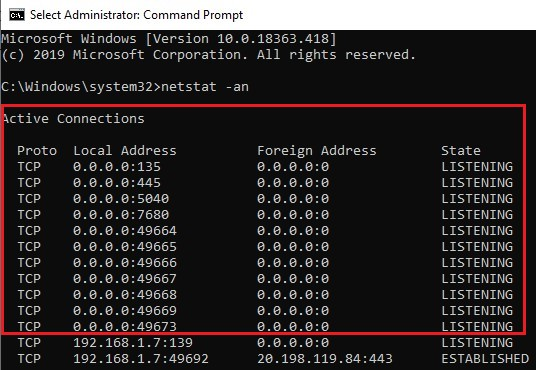 Select Administrator: Command Prompt
Microsoft Windows [Version 10.0.18363.418]
(c) 2019 Microsoft Corporation. All rights reserved.
C:\Windows\system32>netstat -an
Active Connections
Proto Local Address Foreign Address State
TCP 0.0.0.0:135 0.0.0.0:0 LISTENING
TCP 0.0.0.0:445 0.0.0.0:0 LISTENING
TCP 0.0.0.0:5040 0.0.0.0:0 LISTENING
TCP 0.0.0.0:7680 0.0.0.0:0 LISTENING
TCP 0.0.0.0:49664 0.0.0.0:0 LISTENING
TCP 0.0.0.0:49665 0.0.0.0:0 LISTENING
TCP 0.0.0.0:49666 0.0.0.0:0 LISTENING
TCP 0.0.0.0:49667 0.0.0.0:0 LISTENING
TCP 0.0.0.0:49668 0.0.0.0:0 LISTENING
TCP 0.0.0.0:49669 0.0.0.0:0 LISTENING
TCP 0.0.0.0:49673 0.0.0.0:0 LISTENING
TCP 192.168.1.7:139 0.0.0.0:0 LISTENING
TCP 192.168.1.7:49692 20.198.119.84:443 ESTABLISHED